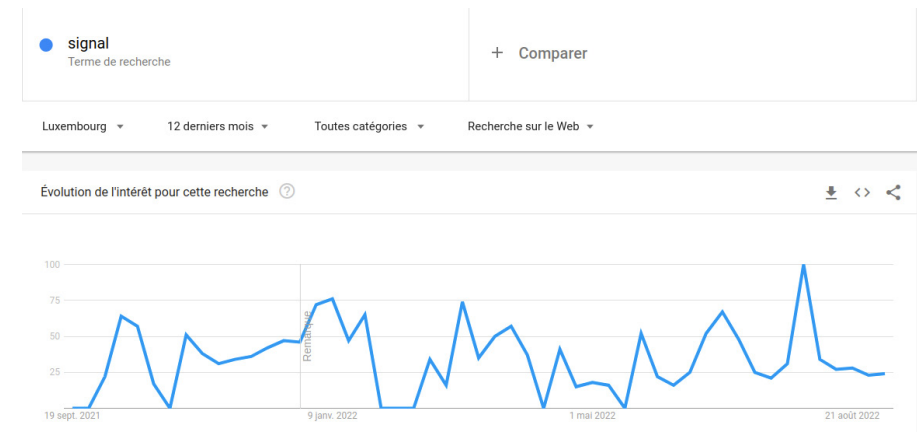 signal
Terme de recherche
+ Comparer
Luxembourg
12 derniers mois
Toutes catégories
Recherche sur le Web
Évolution de l'intérêt pour cette recherche ?
100
75
50
25
Remarque
19 sept. 2021
9 janv. 2022
1 mai 2022
21 août 2022